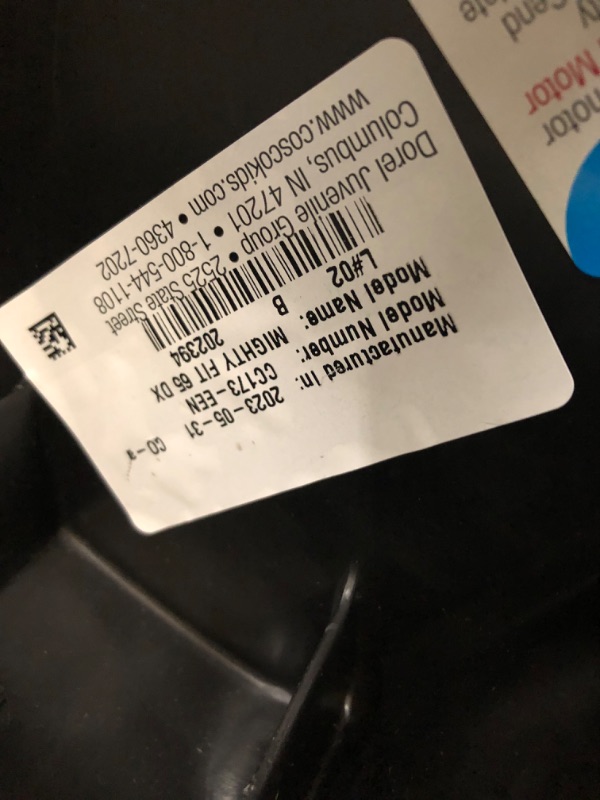 Manufactured in: 2023-05-31 CO-a
Model Number: CC173-EEN
Model Name: MIGHTY FIT 65 DX
L#02 B 202394
Dorel Juvenile Group • 2525 State Street
Columbus, IN 47201 • 1-800-544-1108
www.coscokids.com • 4360-7202
Motor